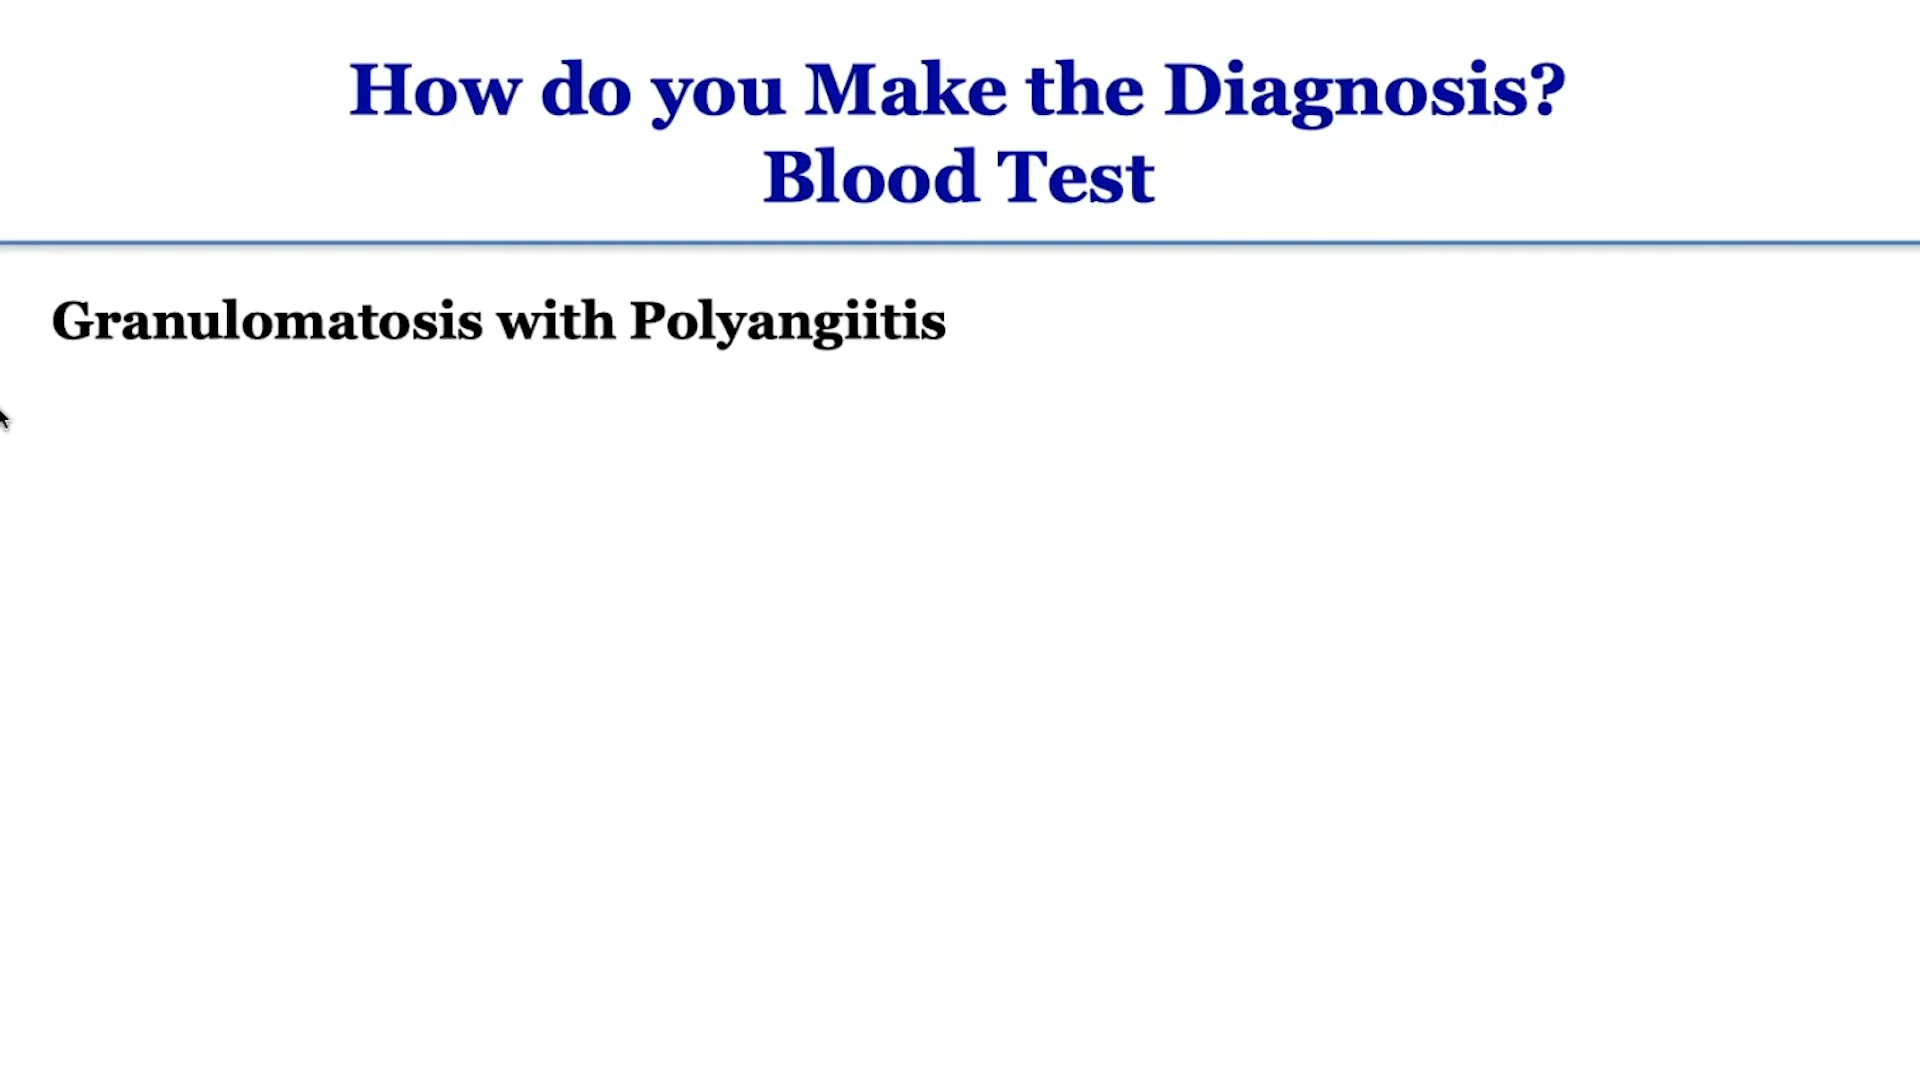 How do you Make the Diagnosis?
Blood Test
Granulomatosis with Polyangiitis